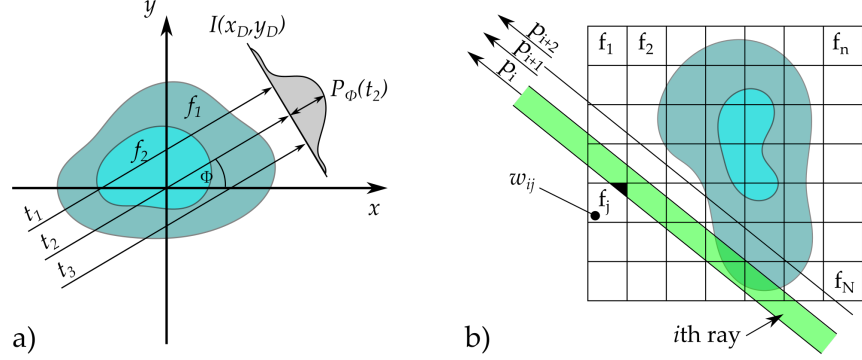 y
I(x_D,y_D)
P_Φ(t_2)
f_1
f_2
Φ
x
t_1
t_2
t_3
a)
p_{i+2}
p_{i+1}
p_i
f_1 f_2 f_n
w_{ij}
f_j
f_N
ith ray
b)